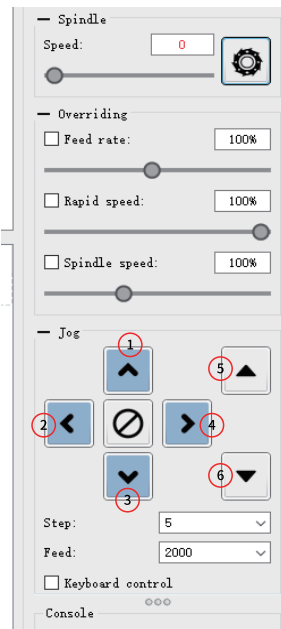 Spindle
Speed:
0
Overriding
Feed rate:
100%
Rapid speed:
100%
Spindle speed:
100%
Jog
1
5
2
4
3
6
Step:
5
Feed:
2000
Keyboard control
Console